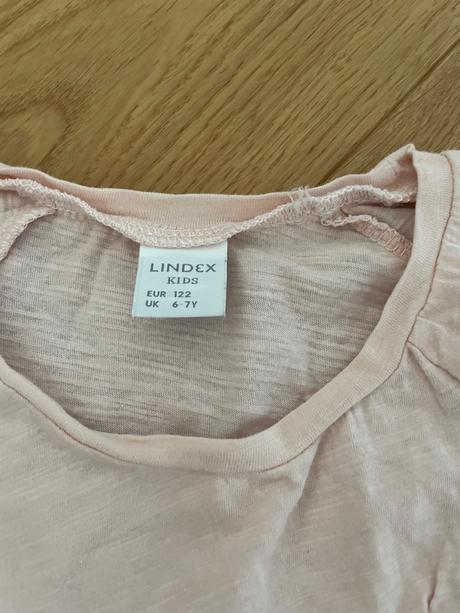 LINDEX
KIDS
EUR 122
UK 6-7Y